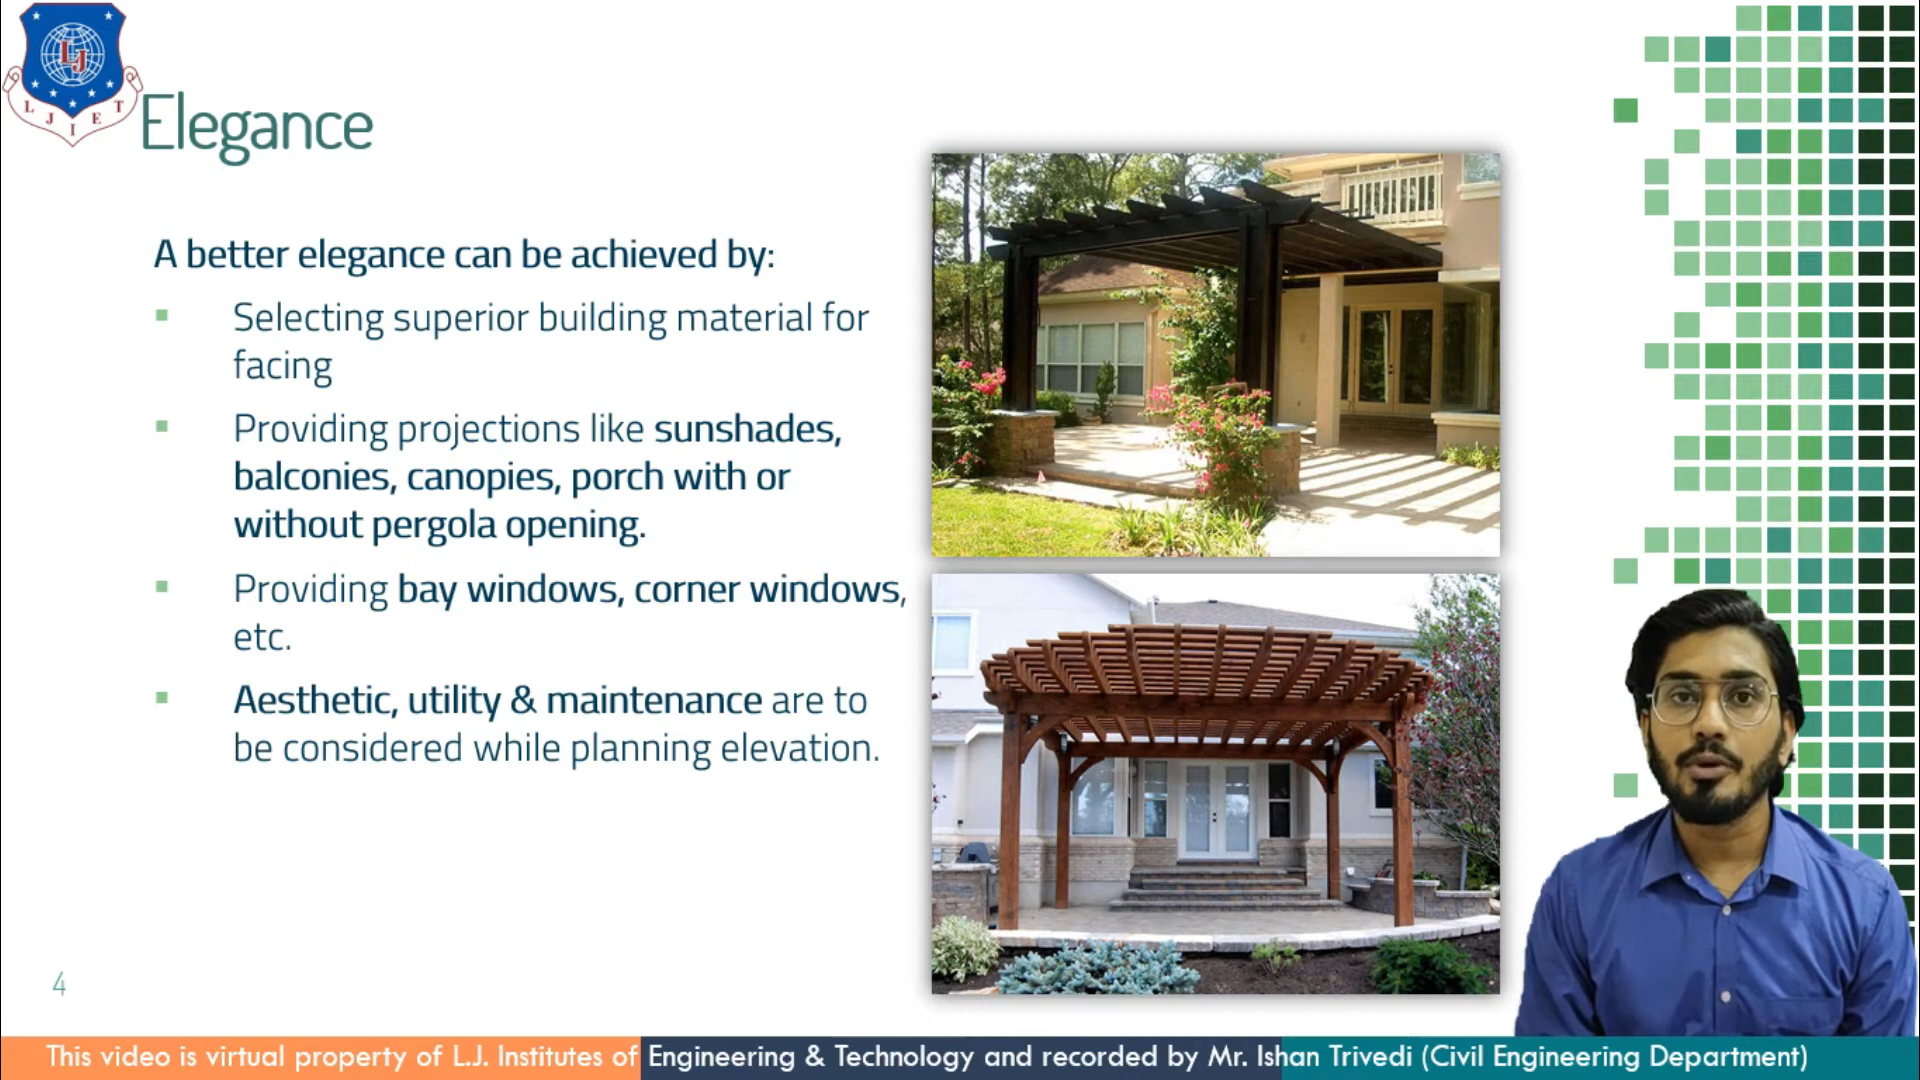 LJ
L J I E T
Elegance
A better elegance can be achieved by:
Selecting superior building material for
facing
Providing projections like sunshades,
balconies, canopies, porch with or
without pergola opening.
Providing bay windows, corner windows,
etc.
Aesthetic, utility & maintenance are to
be considered while planning elevation.
4
This video is virtual property of L.J. Institutes of Engineering & Technology and recorded by Mr. Ishan Trivedi (Civil Engineering Department)